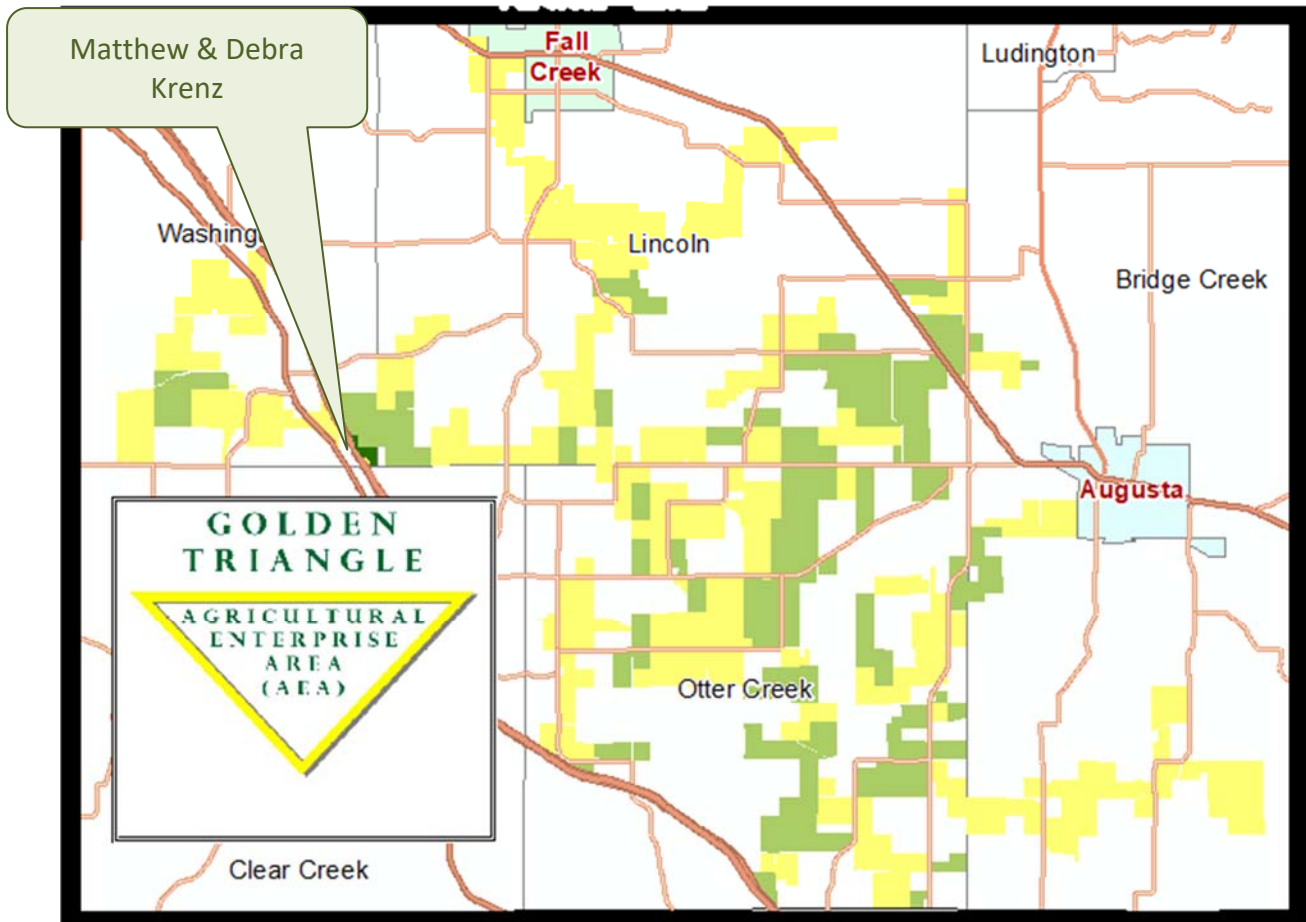 Matthew & Debra
Krenz
Fall
Creek
Ludington
Lincoln
Bridge Creek
Augusta
GOLDEN
TRIANGLE
AGRICULTURAL
ENTERPRISE
AREA
(AEA)
Otter Creek
Clear Creek